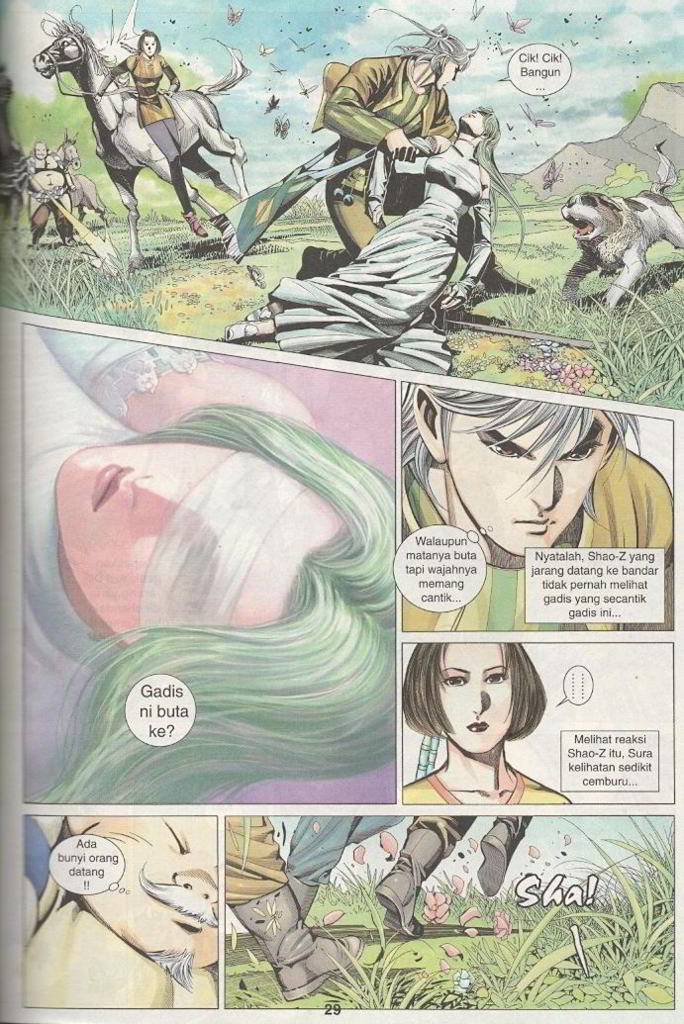 Cik! Cik!
Bangun
...
Gadis
ni buta
ke?
Walaupun
matanya buta
tapi wajahnya
memang
cantik...
Nyatalah, Shao-Z yang
jarang datang ke bandar
tidak pernah melihat
gadis yang secantik
gadis ini...
Melihat reaksi
Shao-Z itu, Sura
kelihatan sedikit
cemburu...
Ada
bunyi orang
datang
!!
Sha!
29